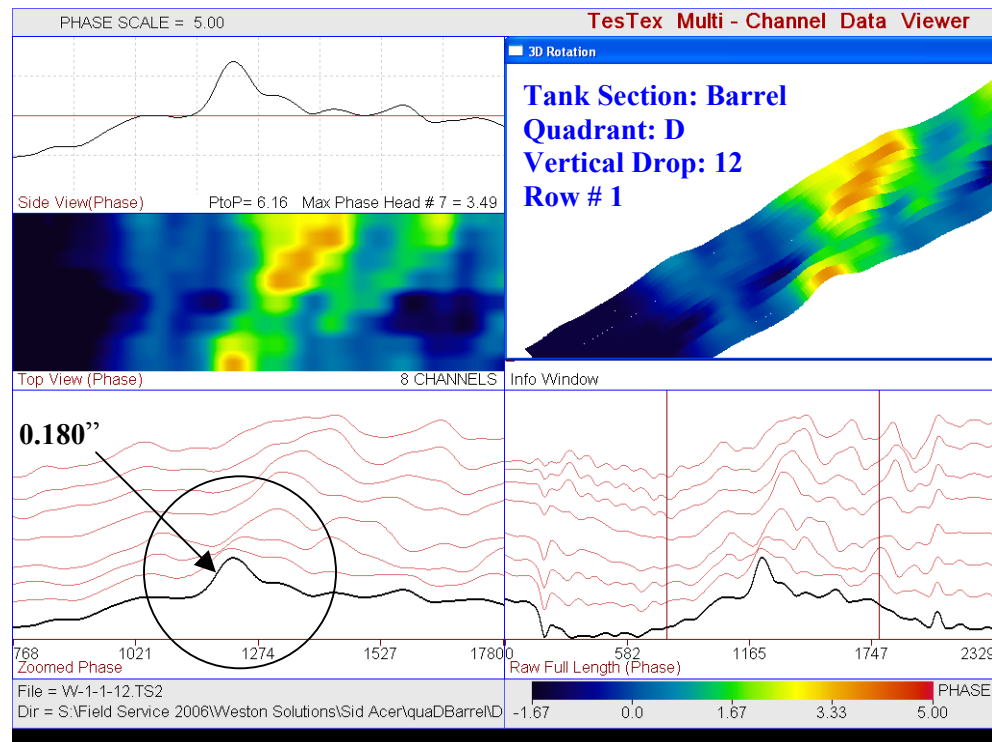 PHASE SCALE = 5.00
TesTex Multi - Channel Data Viewer
3D Rotation
Tank Section: Barrel
Quadrant: D
Vertical Drop: 12
Row # 1
Side View(Phase) PtoP= 6.16 Max Phase Head # 7 = 3.49
Top View (Phase) 8 CHANNELS
Info Window
0.180”
768 1021 1274 1527 1780
Zoomed Phase
0 582 1165 1747 2329
Raw Full Length (Phase)
File = W-1-1-12.TS2
Dir = S:\Field Service 2006\Weston Solutions\Sid Acer\quaDBarrel\D
PHASE
-1.67 0.0 1.67 3.33 5.00